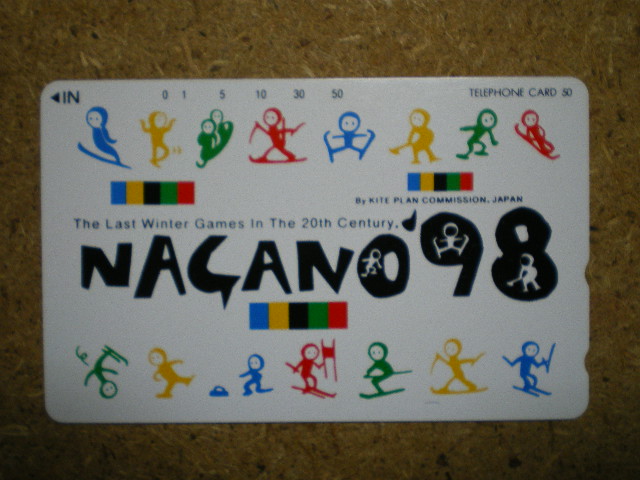 ◀IN 0 1 5 10 30 50 TELEPHONE CARD 50
By KITE PLAN COMMISSION, JAPAN
The Last Winter Games In The 20th Century,
NAGANO'98